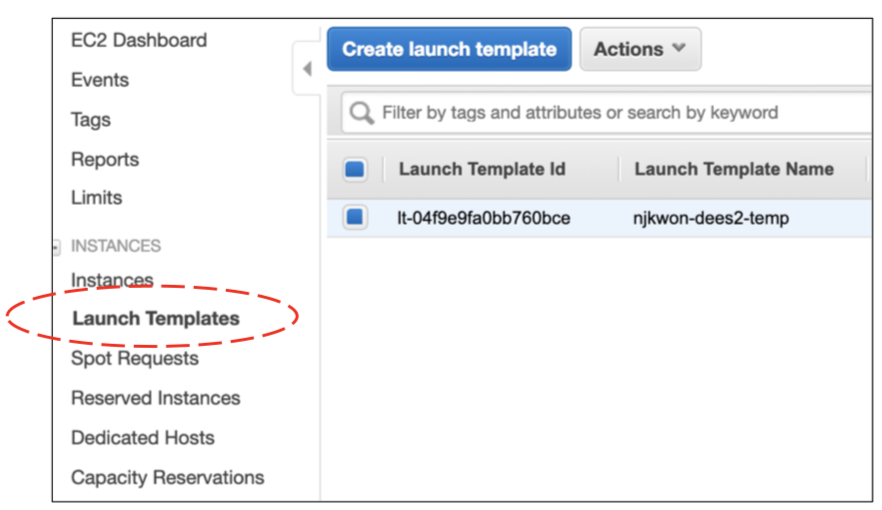 EC2 Dashboard
Events
Tags
Reports
Limits
INSTANCES
Instances
Launch Templates
Spot Requests
Reserved Instances
Dedicated Hosts
Capacity Reservations
Create launch template
Actions
Filter by tags and attributes or search by keyword
Launch Template Id Launch Template Name
lt-04f9e9fa0bb760bce njkwon-dees2-temp